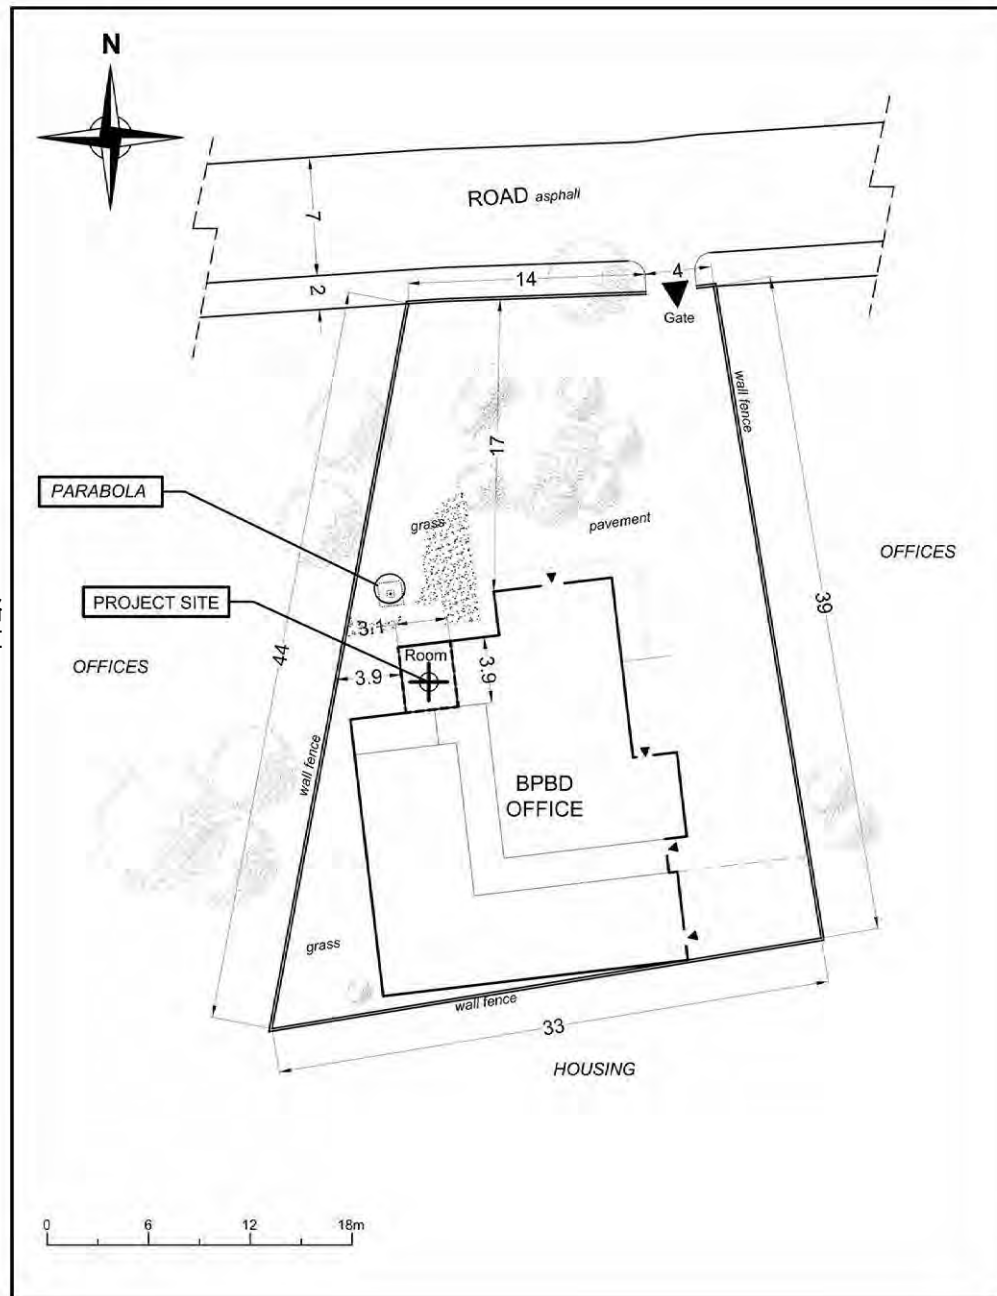 N
ROAD asphall
7
14
4
2
Gate
wall fence
17
PARABOLA
grass
pavement
OFFICES
PROJECT SITE
39
3.1
44
OFFICES
Room
3.9
3.9
wall fence
BPBD
OFFICE
grass
wall fence
33
HOUSING
0 6 12 18m